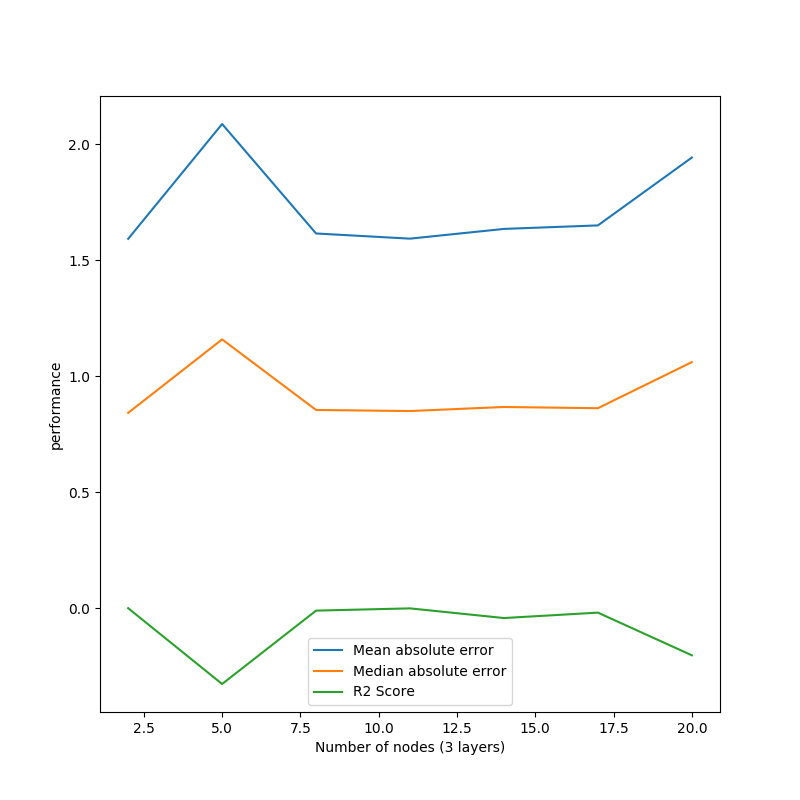 2.0
1.5
1.0
0.5
0.0
performance
Mean absolute error
Median absolute error
R2 Score
2.5 5.0 7.5 10.0 12.5 15.0 17.5 20.0
Number of nodes (3 layers)